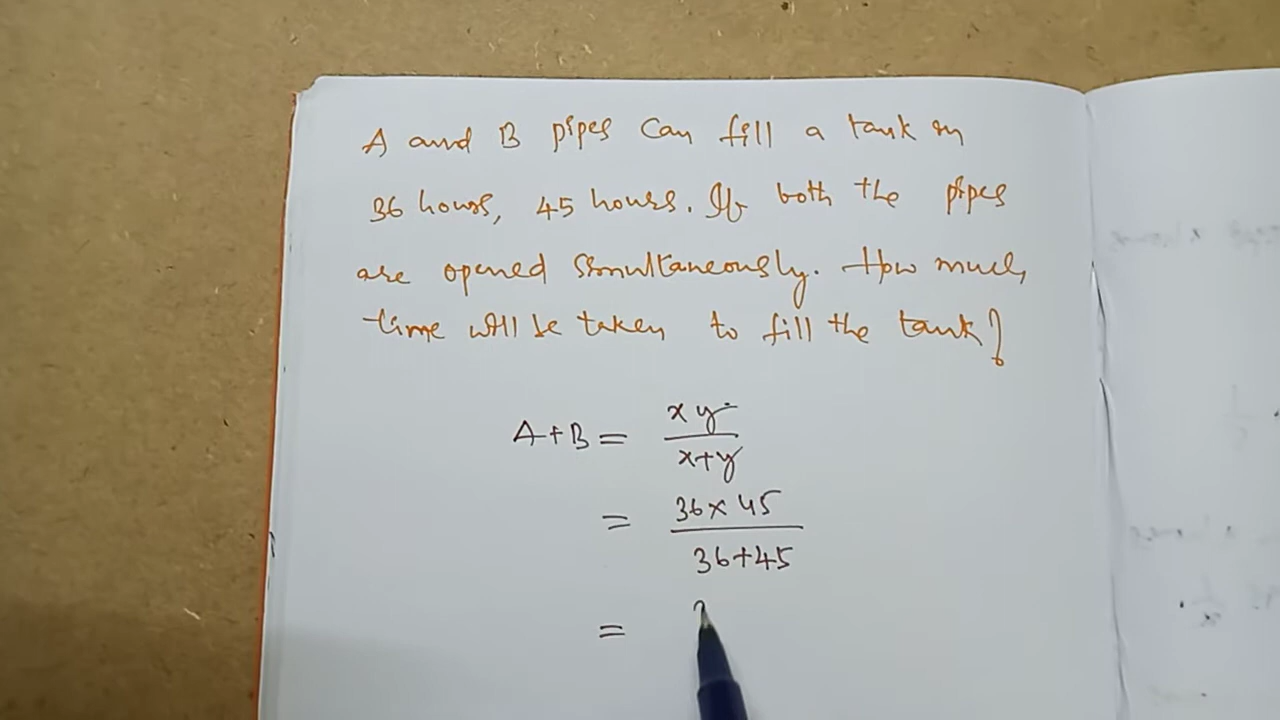 A and B pipes can fill a tank in
36 hours, 45 hours. If both the pipes
are opened simultaneously. How much
time will be taken to fill the tank?
A+B = xy / x+y
= 36 x 45 / 36+45
=